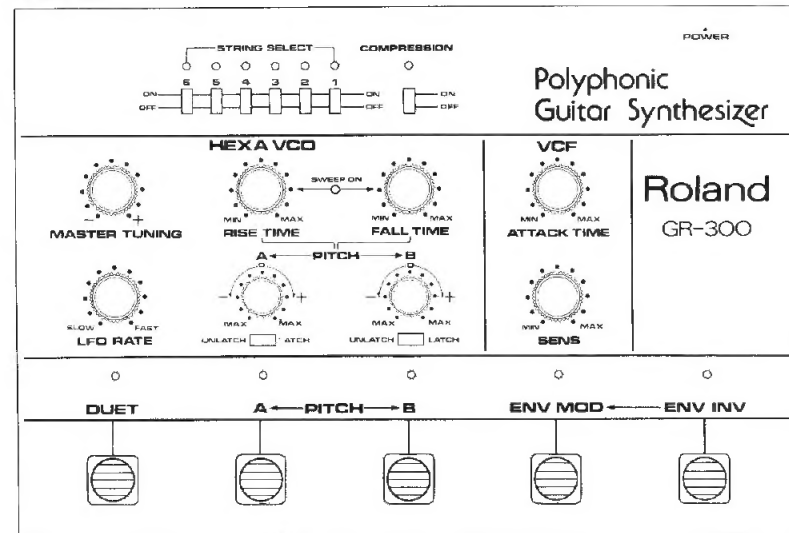 POWER
STRING SELECT COMPRESSION
6 5 4 3 2 1
ON ON ON
OFF OFF OFF
Polyphonic
Guitar Synthesizer
HEXA VCO
SWEEP ON
- +
MIN MAX MIN MAX
MASTER TUNING RISE TIME FALL TIME
A PITCH B
- + - +
SLOW FAST MAX MAX MAX MAX
LFO RATE UNLATCH LATCH UNLATCH LATCH
VCF
MIN MAX
ATTACK TIME
MIN MAX
SENS
Roland
GR-300
DUET A PITCH B ENV MOD ENV INV